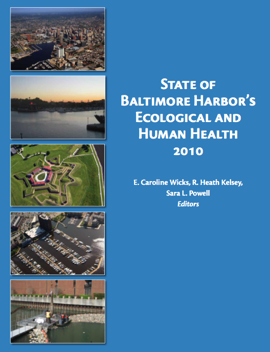 State of
Baltimore Harbor's
Ecological and
Human Health
2010
E. Caroline Wicks, R. Heath Kelsey,
Sara L. Powell
Editors